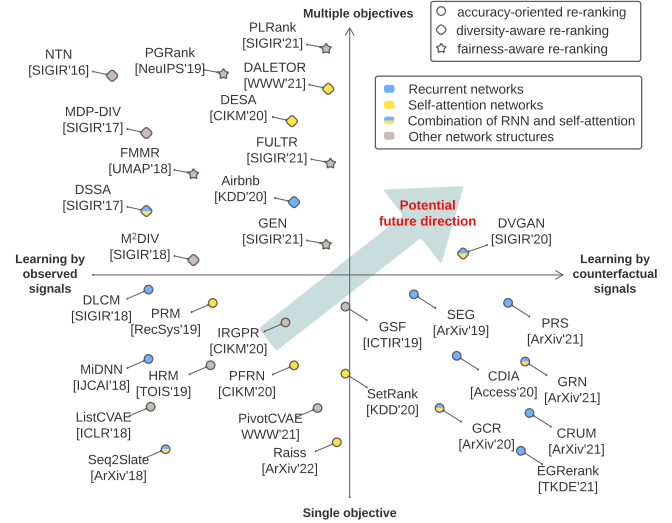 Multiple objectives
accuracy-oriented re-ranking
diversity-aware re-ranking
fairness-aware re-ranking
Recurrent networks
Self-attention networks
Combination of RNN and self-attention
Other network structures
PLRank
[SIGIR'21]
NTN
[SIGIR'16]
PGRank
[NeuIPS'19]
DALETOR
[WWW'21]
DESA
[CIKM'20]
MDP-DIV
[SIGIR'17]
FULTR
[SIGIR'21]
FMMR
[UMAP'18]
Airbnb
[KDD'20]
DSSA
[SIGIR'17]
Potential
future direction
GEN
[SIGIR'21]
DVGAN
[SIGIR'20]
M²DIV
[SIGIR'18]
Learning by
observed
signals
Learning by
counterfactual
signals
DLCM
[SIGIR'18]
PRM
[RecSys'19]
IRGPR
[CIKM'20]
GSF
[ICTIR'19]
SEG
[ArXiv'19]
PRS
[ArXiv'21]
MiDNN
[IJCAI'18]
HRM
[TOIS'19]
PFRN
[CIKM'20]
SetRank
[KDD'20]
CDIA
[Access'20]
GRN
[ArXiv'21]
ListCVAE
[ICLR'18]
PivotCVAE
WWW'21]
GCR
[ArXiv'20]
CRUM
[ArXiv'21]
Seq2Slate
[ArXiv'18]
Raiss
[ArXiv'22]
EGRerank
[TKDE'21]
Single objective